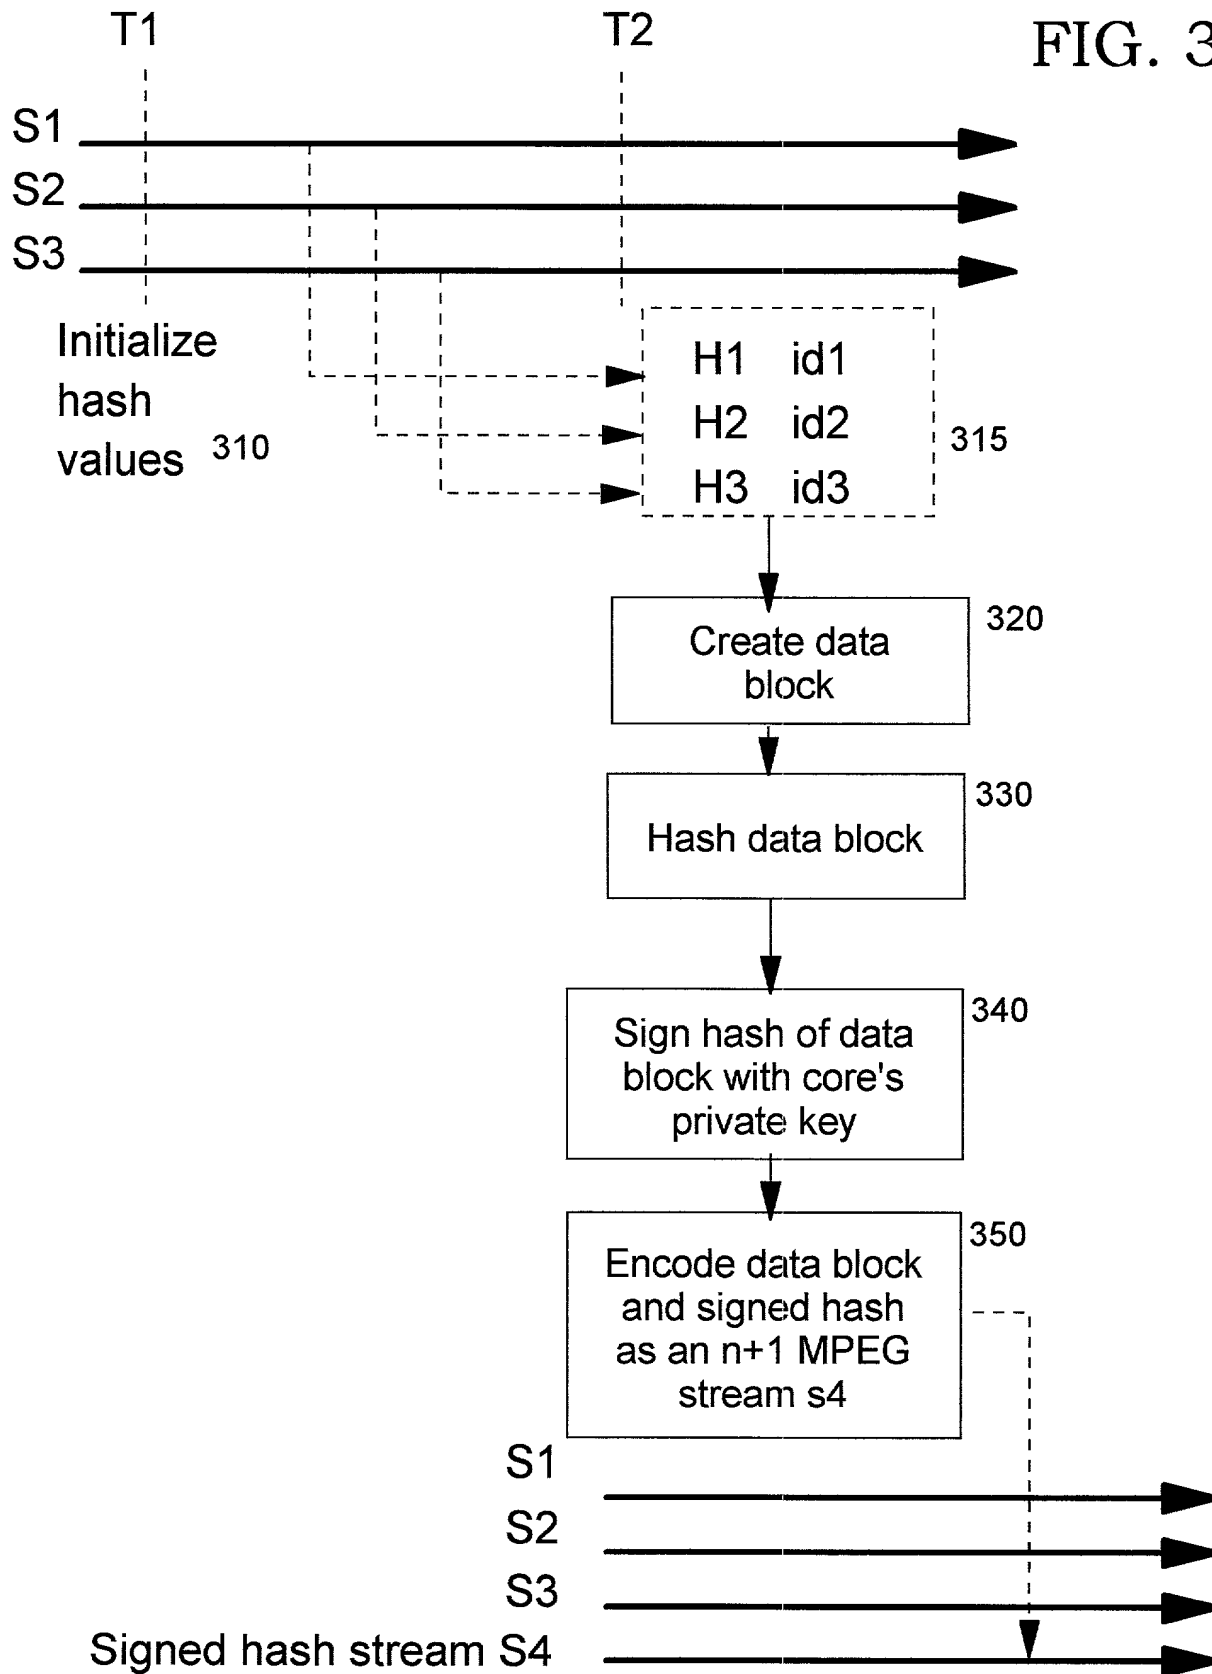 T1 T2 FIG. 3
S1
S2
S3
Initialize
hash
values 310
H1 id1
H2 id2
H3 id3
315
Create data
block
320
Hash data block
330
Sign hash of data
block with core's
private key
340
Encode data block
and signed hash
as an n+1 MPEG
stream s4
350
S1
S2
S3
Signed hash stream S4